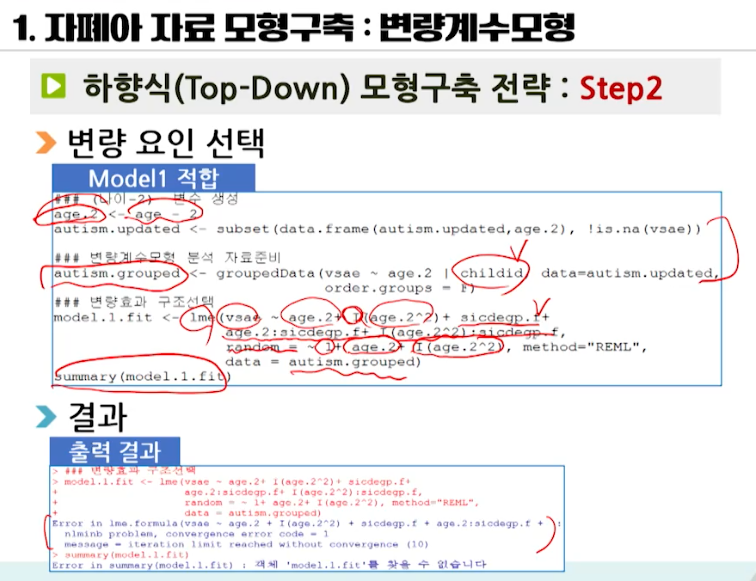 1. 자폐아 자료 모형구축 : 변량계수모형
하향식(Top-Down) 모형구축 전략 : Step2
변량 요인 선택
Model1 적합
### (나이-2) 변수 생성
age.2 <- age - 2
autism.updated <- subset(data.frame(autism.updated,age.2), !is.na(vsae))
### 변량계수모형 분석 자료준비
autism.grouped <- groupedData(vsae ~ age.2 | childid, data=autism.updated,
order.groups = F)
### 변량효과 구조선택
model.1.fit <- lme(vsae ~ age.2+ I(age.2^2)+ sicdegp.f+
age.2:sicdegp.f+ I(age.2^2):sicdegp.f,
random = ~ 1+ age.2+ I(age.2^2), method="REML",
data = autism.grouped)
summary(model.1.fit)
결과
출력 결과
> ### 변량효과 구조선택
> model.1.fit <- lme(vsae ~ age.2+ I(age.2^2)+ sicdegp.f+
+ age.2:sicdegp.f+ I(age.2^2):sicdegp.f,
+ random = ~ 1+ age.2+ I(age.2^2), method="REML",
+ data = autism.grouped)
Error in lme.formula(vsae ~ age.2 + I(age.2^2) + sicdegp.f + age.2:sicdegp.f + :
nlminb problem, convergence error code = 1
message = iteration limit reached without convergence (10)
> summary(model.1.fit)
Error in summary(model.1.fit) : 객체 'model.1.fit'를 찾을 수 없습니다